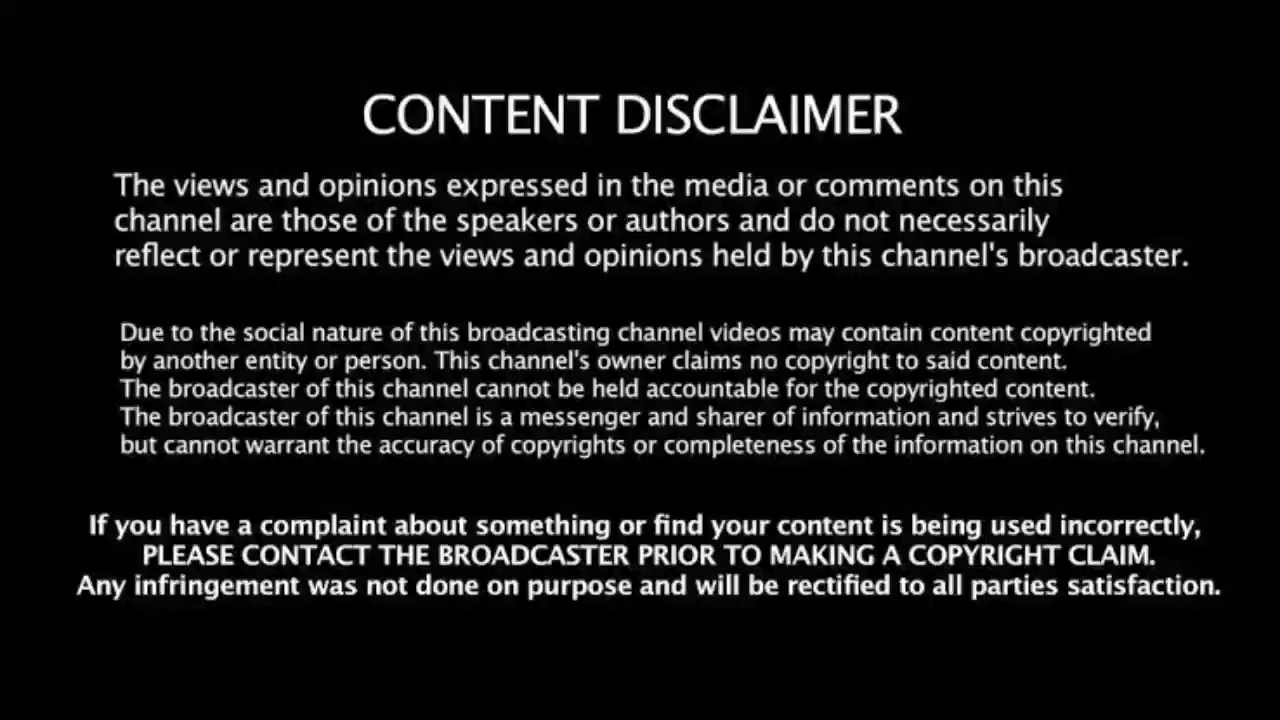 CONTENT DISCLAIMER
The views and opinions expressed in the media or comments on this
channel are those of the speakers or authors and do not necessarily
reflect or represent the views and opinions held by this channel's broadcaster.
Due to the social nature of this broadcasting channel videos may contain content copyrighted
by another entity or person. This channel's owner claims no copyright to said content.
The broadcaster of this channel cannot be held accountable for the copyrighted content.
The broadcaster of this channel is a messenger and sharer of information and strives to verify,
but cannot warrant the accuracy of copyrights or completeness of the information on this channel.
If you have a complaint about something or find your content is being used incorrectly,
PLEASE CONTACT THE BROADCASTER PRIOR TO MAKING A COPYRIGHT CLAIM.
Any infringement was not done on purpose and will be rectified to all parties satisfaction.